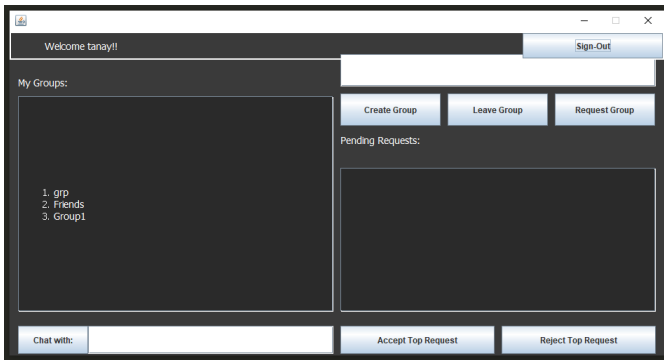 Welcome tanay!!
Sign-Out
My Groups:
Create Group
Leave Group
Request Group
Pending Requests:
1. grp
2. Friends
3. Group1
Chat with:
Accept Top Request
Reject Top Request